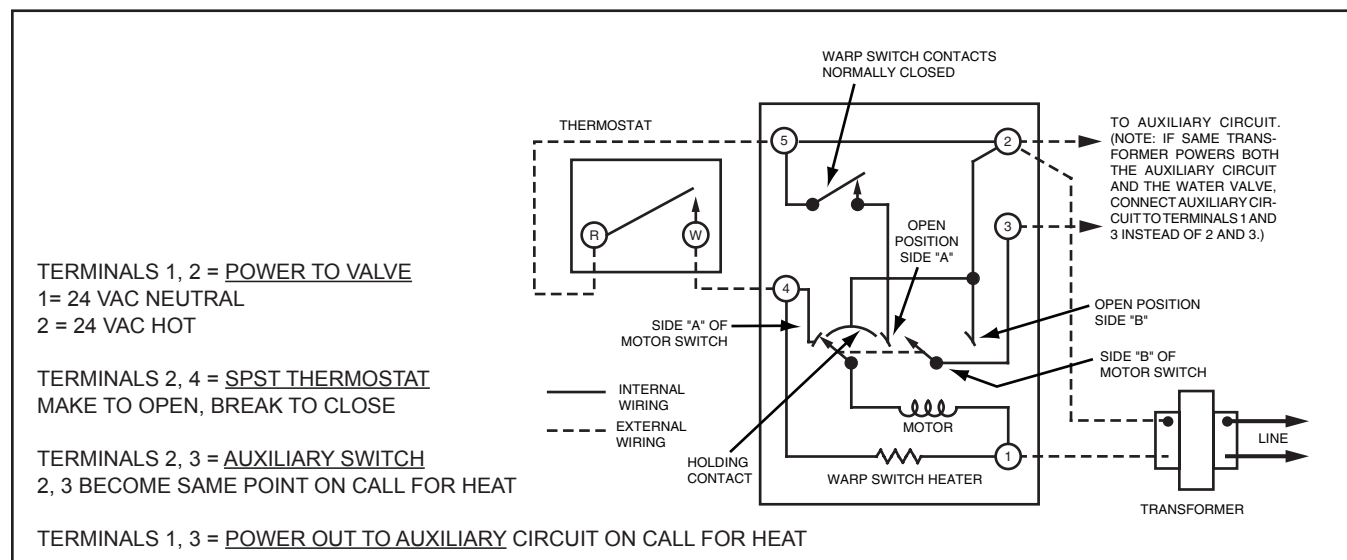 WARP SWITCH CONTACTS
NORMALLY CLOSED
THERMOSTAT
5
2
TO AUXILIARY CIRCUIT.
(NOTE: IF SAME TRANS-
FORMER POWERS BOTH
THE AUXILIARY CIRCUIT
AND THE WATER VALVE,
CONNECT AUXILIARY CIR-
CUIT TO TERMINALS 1 AND
3 INSTEAD OF 2 AND 3.)
R
W
3
OPEN
POSITION
SIDE "A"
TERMINALS 1, 2 = POWER TO VALVE
1= 24 VAC NEUTRAL
2 = 24 VAC HOT
4
OPEN POSITION
SIDE "B"
SIDE "A" OF
MOTOR SWITCH
SIDE "B" OF
MOTOR SWITCH
TERMINALS 2, 4 = SPST THERMOSTAT
MAKE TO OPEN, BREAK TO CLOSE
INTERNAL
WIRING
EXTERNAL
WIRING
MOTOR
LINE
HOLDING
CONTACT
WARP SWITCH HEATER
1
TRANSFORMER
TERMINALS 2, 3 = AUXILIARY SWITCH
2, 3 BECOME SAME POINT ON CALL FOR HEAT
TERMINALS 1, 3 = POWER OUT TO AUXILIARY CIRCUIT ON CALL FOR HEAT